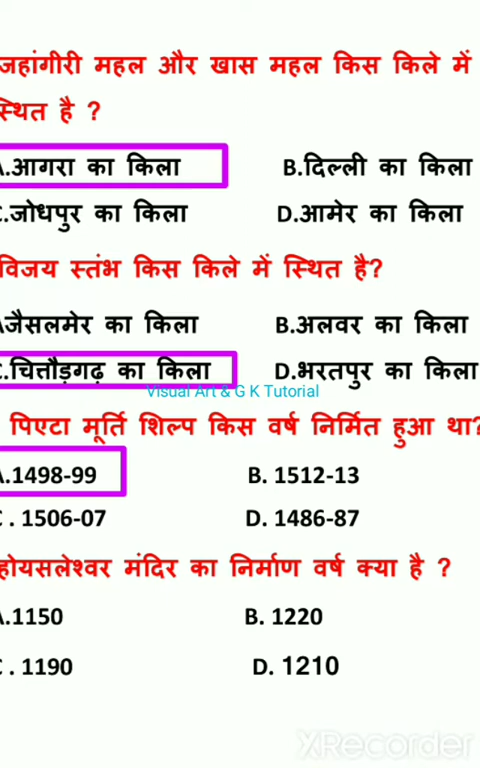 जहांगीरी महल और खास महल किस किले में
स्थित है ?
A.आगरा का किला B.दिल्ली का किला
C.जोधपुर का किला D.आमेर का किला
विजय स्तंभ किस किले में स्थित है?
A.जैसलमेर का किला B.अलवर का किला
C.चित्तौड़गढ़ का किला D.भरतपुर का किला
Visual Art & G K Tutorial
पिएटा मूर्ति शिल्प किस वर्ष निर्मित हुआ था?
A.1498-99 B. 1512-13
C . 1506-07 D. 1486-87
होयसलेश्वर मंदिर का निर्माण वर्ष क्या है ?
A.1150 B. 1220
C . 1190 D. 1210
XRecorder